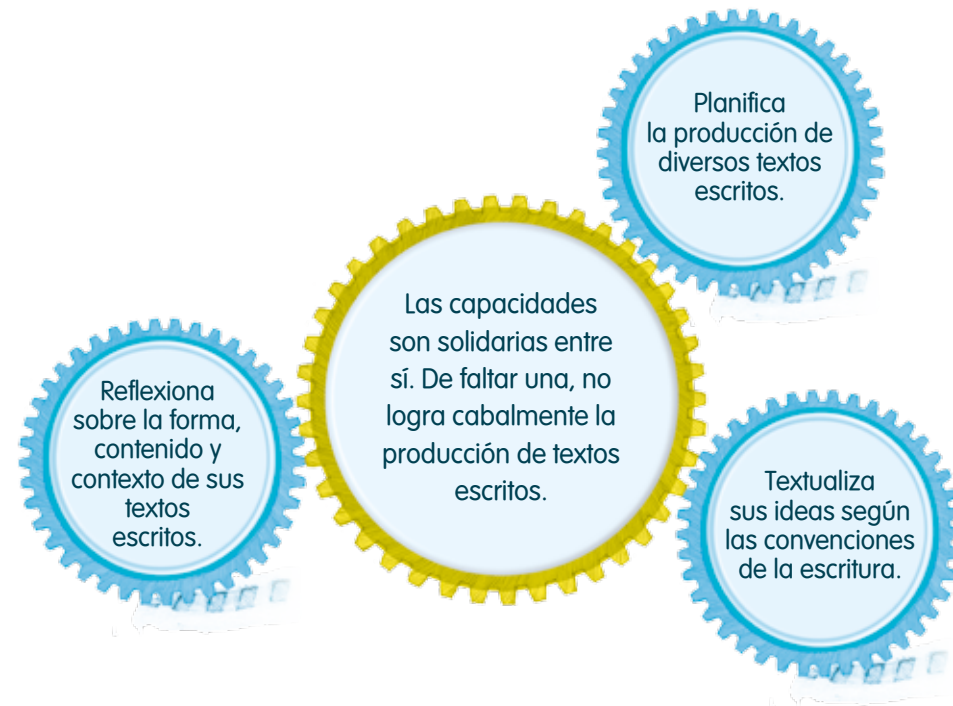 Planifica
la producción de
diversos textos
escritos.
Las capacidades
son solidarias entre
sí. De faltar una, no
logra cabalmente la
producción de textos
escritos.
Reflexiona
sobre la forma,
contenido y
contexto de sus
textos
escritos.
Textualiza
sus ideas según
las convenciones
de la escritura.